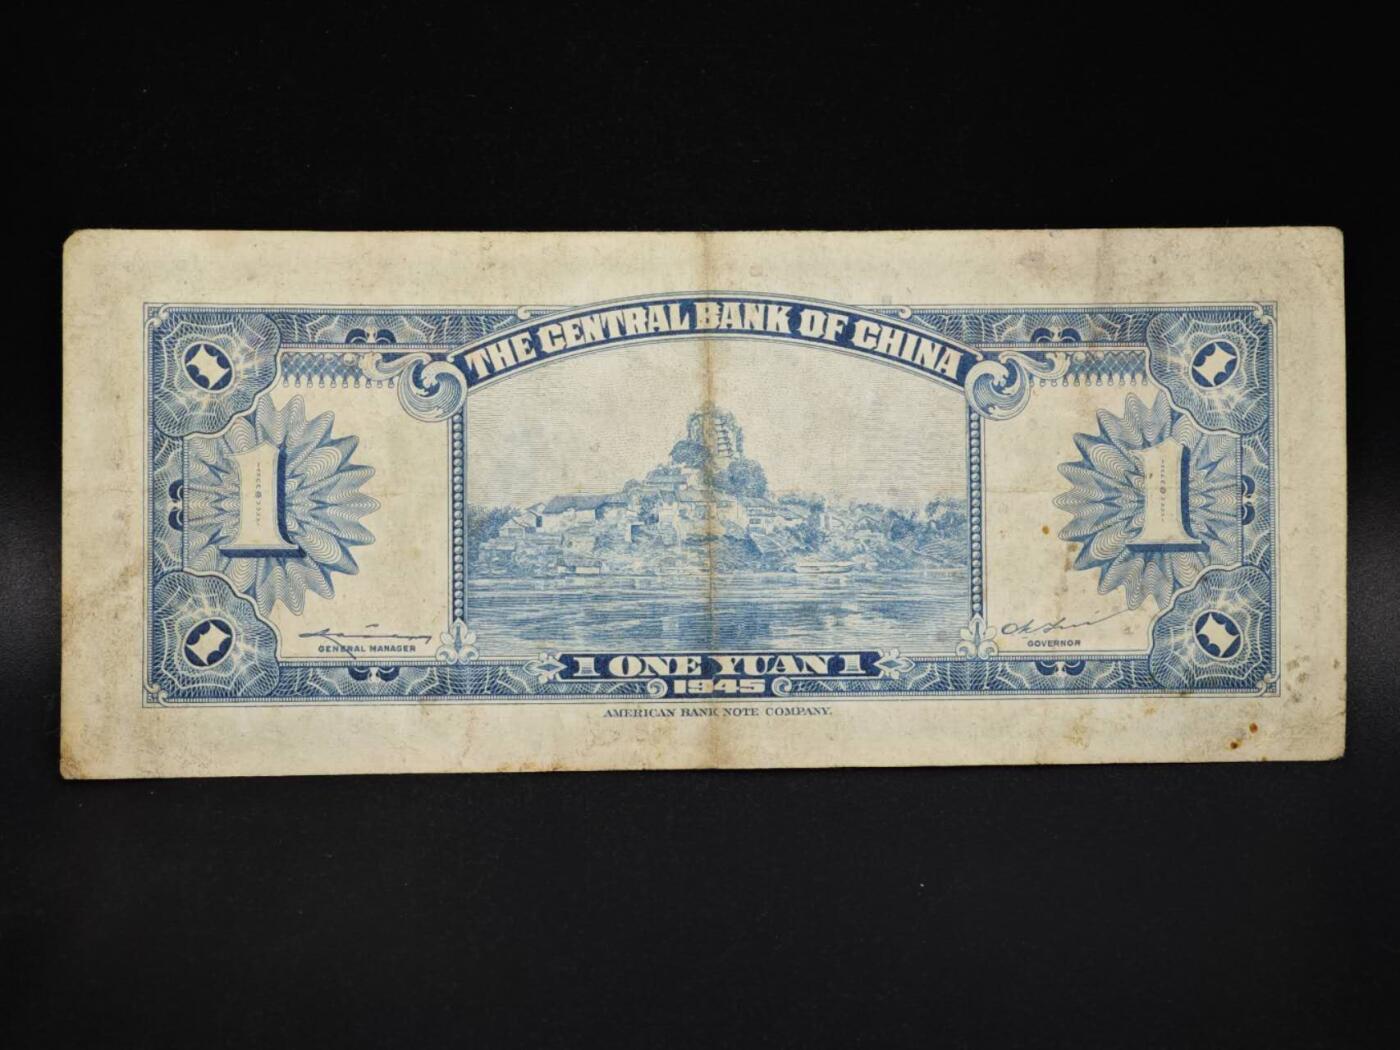 THE CENTRAL BANK OF CHINA
1
1
GENERAL MANAGER
GOVERNOR
1 ONE YUAN 1
1945
AMERICAN BANK NOTE COMPANY.